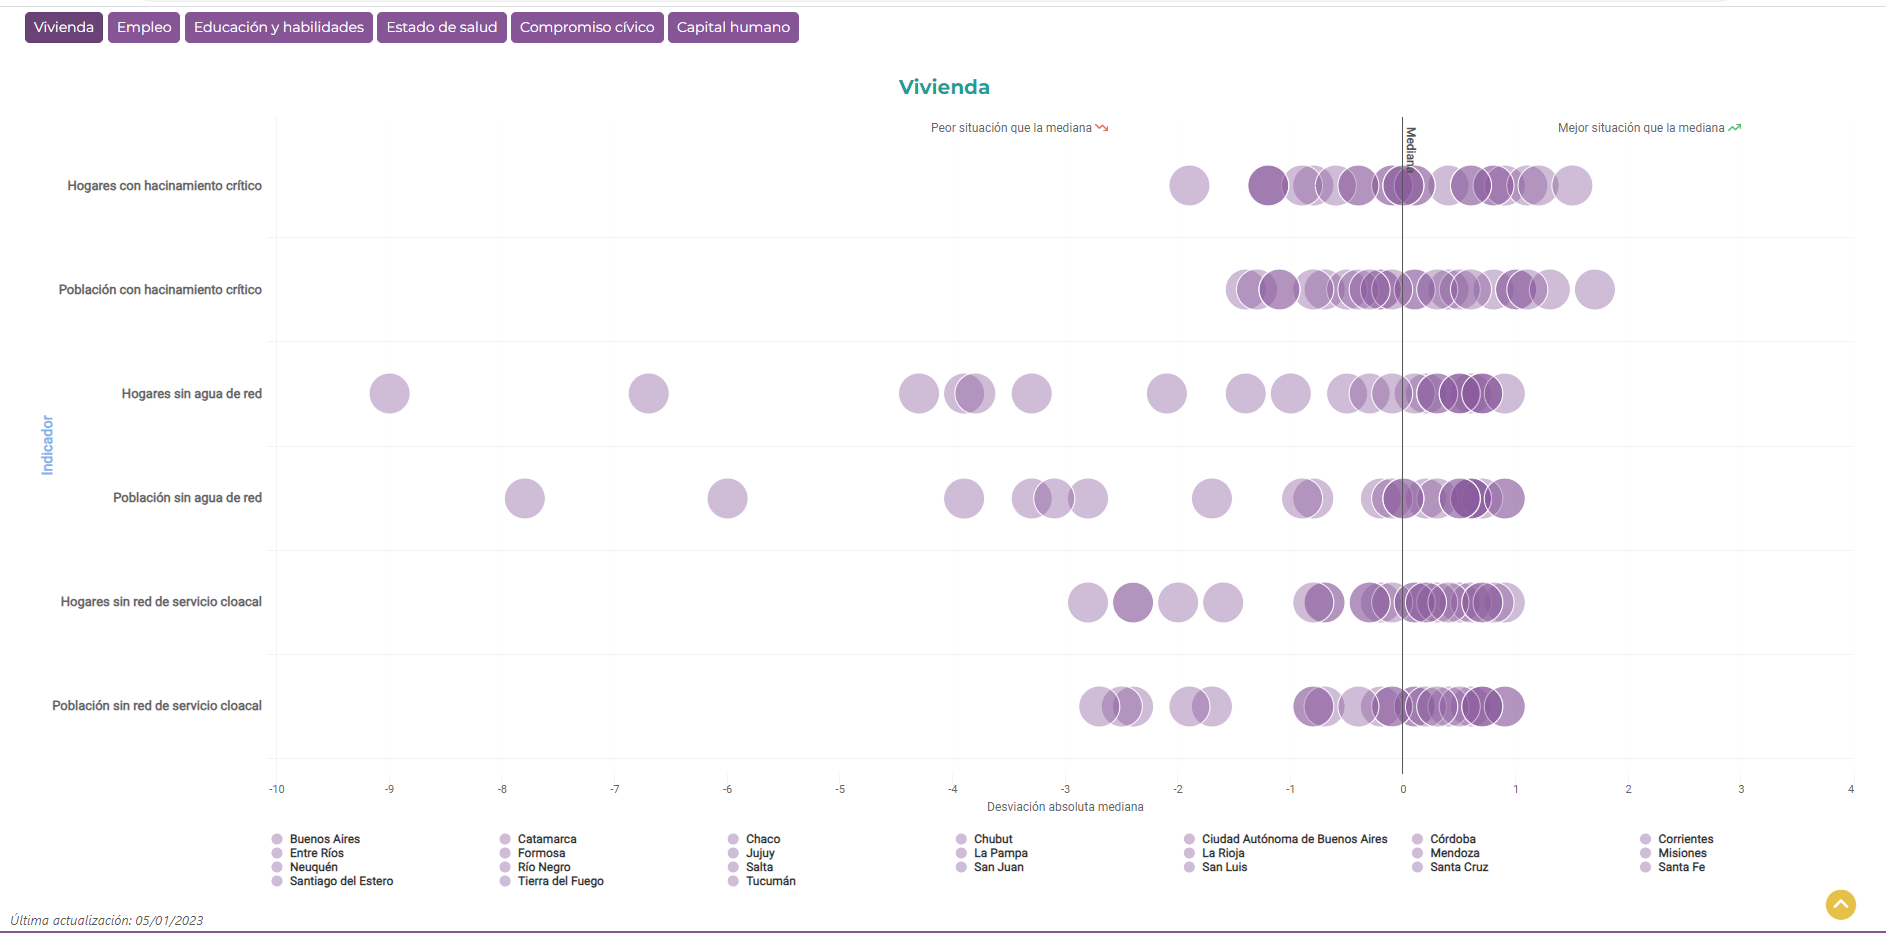 Vivienda Empleo Educación y habilidades Estado de salud Compromiso cívico Capital humano
Vivienda
Peor situación que la mediana
Mediana
Mejor situación que la mediana
Indicador
Hogares con hacinamiento crítico
Población con hacinamiento crítico
Hogares sin agua de red
Población sin agua de red
Hogares sin red de servicio cloacal
Población sin red de servicio cloacal
-10 -9 -8 -7 -6 -5 -4 -3 -2 -1 0 1 2 3 4
Desviación absoluta mediana
Buenos Aires Catamarca Chaco Chubut Ciudad Autónoma de Buenos Aires Córdoba Corrientes
Entre Ríos Formosa Jujuy La Pampa La Rioja Mendoza Misiones
Neuquén Río Negro Salta San Juan San Luis Santa Cruz Santa Fe
Santiago del Estero Tierra del Fuego Tucumán
Última actualización: 05/01/2023